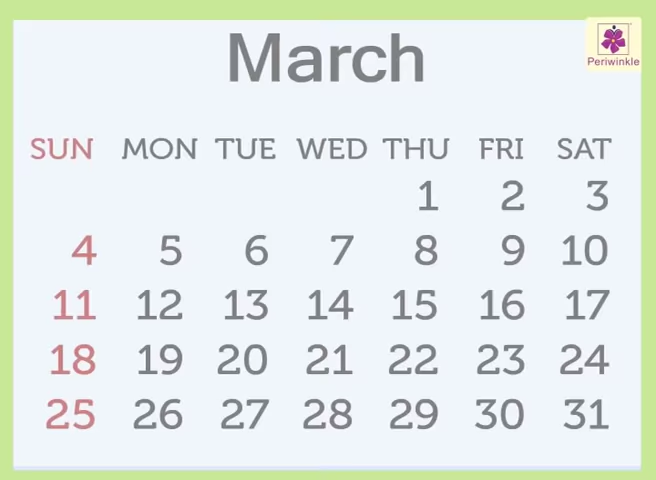 March
Periwinkle
SUN MON TUE WED THU FRI SAT
1 2 3
4 5 6 7 8 9 10
11 12 13 14 15 16 17
18 19 20 21 22 23 24
25 26 27 28 29 30 31